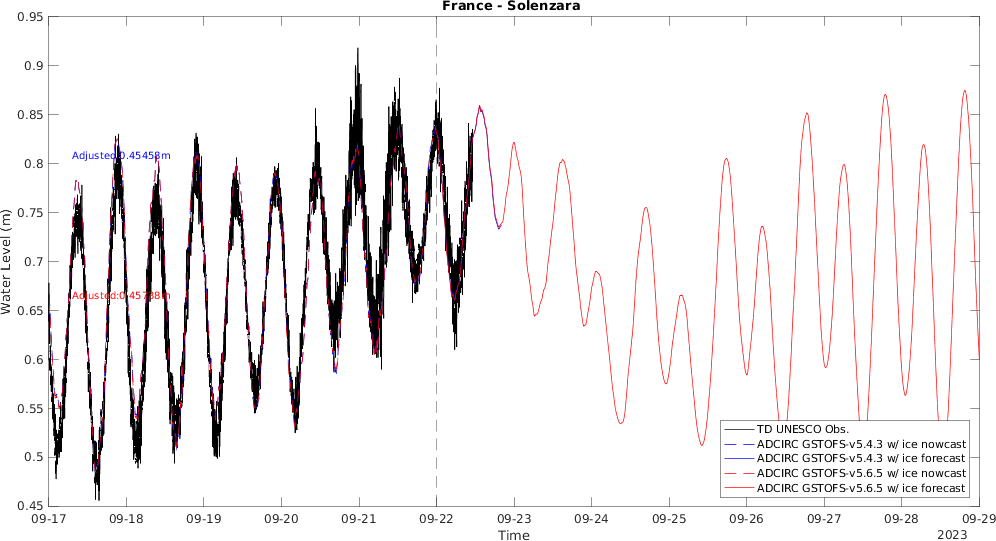 France - Solenzara
0.95
0.9
0.85
0.8
0.75
0.7
0.65
0.6
0.55
0.5
0.45
Water Level (m)
Adjusted:0.45453m
Adjusted:0.45738m
TD UNESCO Obs.
ADCIRC GSTOFS-v5.4.3 w/ ice nowcast
ADCIRC GSTOFS-v5.4.3 w/ ice forecast
ADCIRC GSTOFS-v5.6.5 w/ ice nowcast
ADCIRC GSTOFS-v5.6.5 w/ ice forecast
09-17 09-18 09-19 09-20 09-21 09-22 09-23 09-24 09-25 09-26 09-27 09-28 09-29
Time
2023